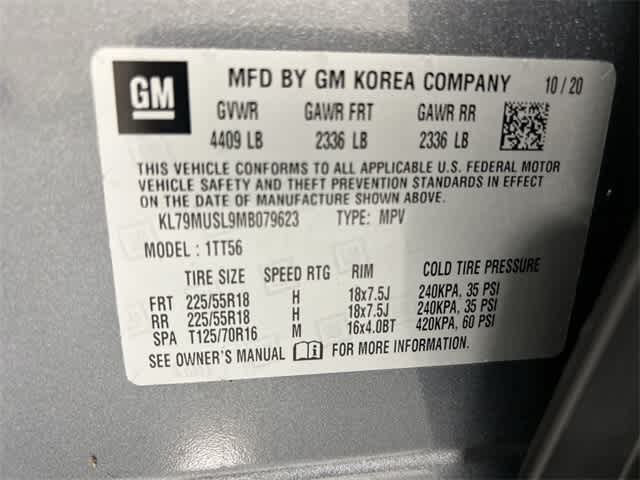 GM MFD BY GM KOREA COMPANY 10/20
GVWR GAWR FRT GAWR RR
4409 LB 2336 LB 2336 LB
THIS VEHICLE CONFORMS TO ALL APPLICABLE U.S. FEDERAL MOTOR
VEHICLE SAFETY AND THEFT PREVENTION STANDARDS IN EFFECT
ON THE DATE OF MANUFACTURE SHOWN ABOVE.
KL79MUSL9MB079623 TYPE: MPV
MODEL : 1TT56
TIRE SIZE SPEED RTG RIM COLD TIRE PRESSURE
FRT 225/55R18 H 18x7.5J 240KPA, 35 PSI
RR 225/55R18 H 18x7.5J 240KPA, 35 PSI
SPA T125/70R16 M 16x4.0BT 420KPA, 60 PSI
SEE OWNER'S MANUAL FOR MORE INFORMATION.